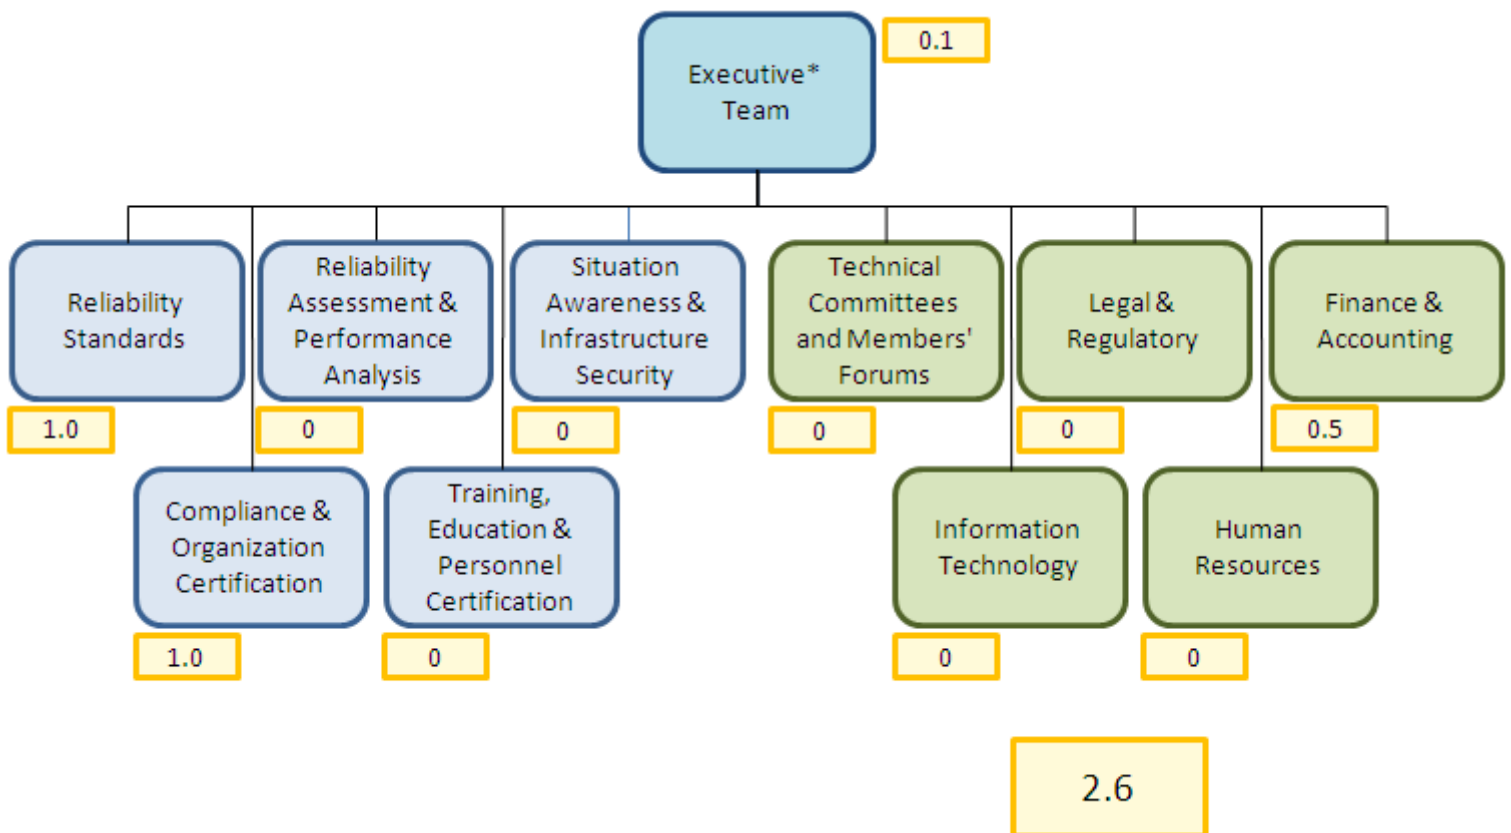 Executive*
Team
0.1
Reliability
Standards
1.0
Reliability
Assessment &
Performance
Analysis
0
Situation
Awareness &
Infrastructure
Security
0
Technical
Committees
and Members'
Forums
0
Legal &
Regulatory
0
Finance &
Accounting
0.5
Compliance &
Organization
Certification
1.0
Training,
Education &
Personnel
Certification
0
Information
Technology
0
Human
Resources
0
2.6